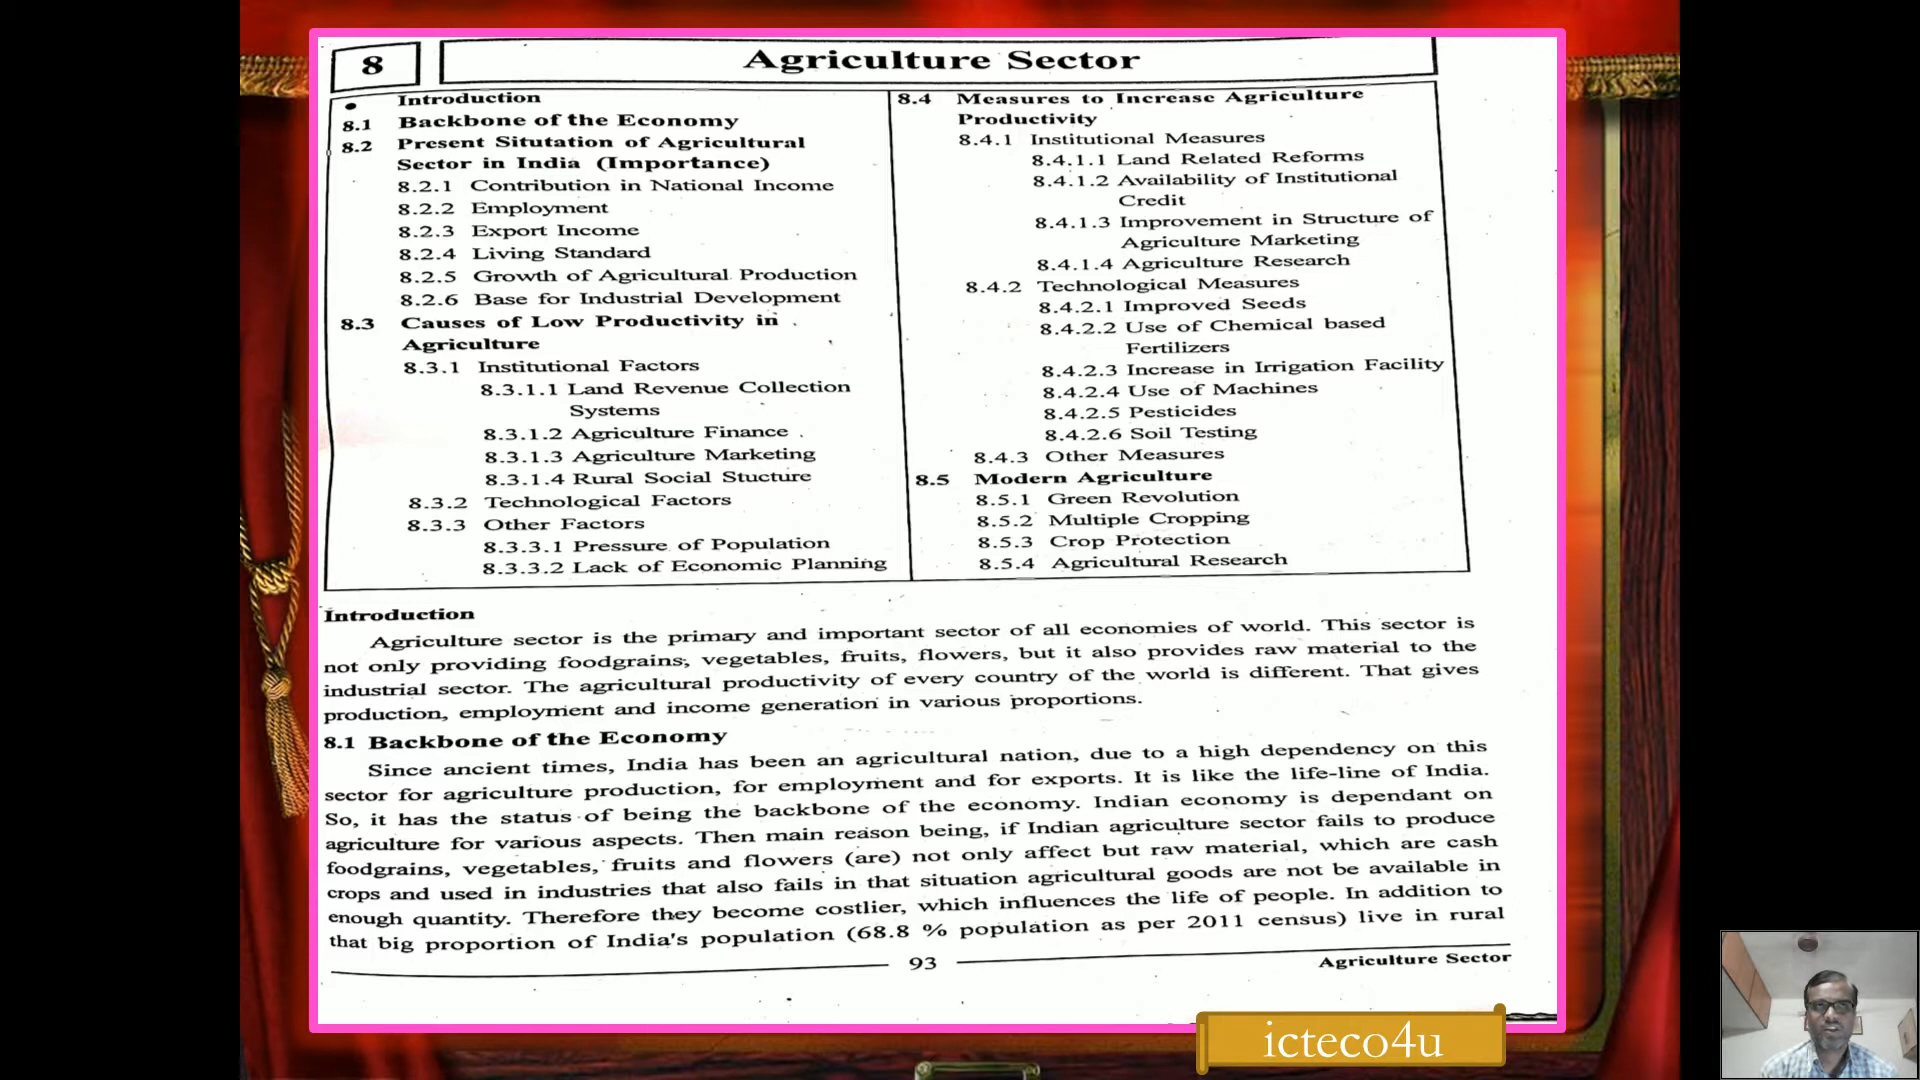 8
Agriculture Sector
• Introduction
8.1 Backbone of the Economy
8.2 Present Situtation of Agricultural
Sector in India (Importance)
8.2.1 Contribution in National Income
8.2.2 Employment
8.2.3 Export Income
8.2.4 Living Standard
8.2.5 Growth of Agricultural Production
8.2.6 Base for Industrial Development
8.3 Causes of Low Productivity in
Agriculture
8.3.1 Institutional Factors
8.3.1.1 Land Revenue Collection
Systems
8.3.1.2 Agriculture Finance
8.3.1.3 Agriculture Marketing
8.3.1.4 Rural Social Stucture
8.3.2 Technological Factors
8.3.3 Other Factors
8.3.3.1 Pressure of Population
8.3.3.2 Lack of Economic Planning
8.4 Measures to Increase Agriculture
Productivity
8.4.1 Institutional Measures
8.4.1.1 Land Related Reforms
8.4.1.2 Availability of Institutional
Credit
8.4.1.3 Improvement in Structure of
Agriculture Marketing
8.4.1.4 Agriculture Research
8.4.2 Technological Measures
8.4.2.1 Improved Seeds
8.4.2.2 Use of Chemical based
Fertilizers
8.4.2.3 Increase in Irrigation Facility
8.4.2.4 Use of Machines
8.4.2.5 Pesticides
8.4.2.6 Soil Testing
8.4.3 Other Measures
8.5 Modern Agriculture
8.5.1 Green Revolution
8.5.2 Multiple Cropping
8.5.3 Crop Protection
8.5.4 Agricultural Research
Introduction
Agriculture sector is the primary and important sector of all economies of world. This sector is
not only providing foodgrains, vegetables, fruits, flowers, but it also provides raw material to the
industrial sector. The agricultural productivity of every country of the world is different. That gives
production, employment and income generation in various proportions.
8.1 Backbone of the Economy
Since ancient times, India has been an agricultural nation, due to a high dependency on this
sector for agriculture production, for employment and for exports. It is like the life-line of India.
So, it has the status of being the backbone of the economy. Indian economy is dependant on
agriculture for various aspects. Then main reason being, if Indian agriculture sector fails to produce
foodgrains, vegetables, fruits and flowers (are) not only affect but raw material, which are cash
crops and used in industries that also fails in that situation agricultural goods are not be available in
enough quantity. Therefore they become costlier, which influences the life of people. In addition to
that big proportion of India's population (68.8 % population as per 2011 census) live in rural
93
Agriculture Sector
icteco4u